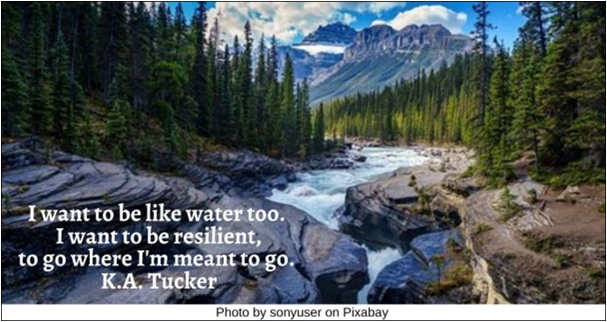 I want to be like water too.
I want to be resilient,
to go where I'm meant to go.
K.A. Tucker
Photo by sonyuser on Pixabay